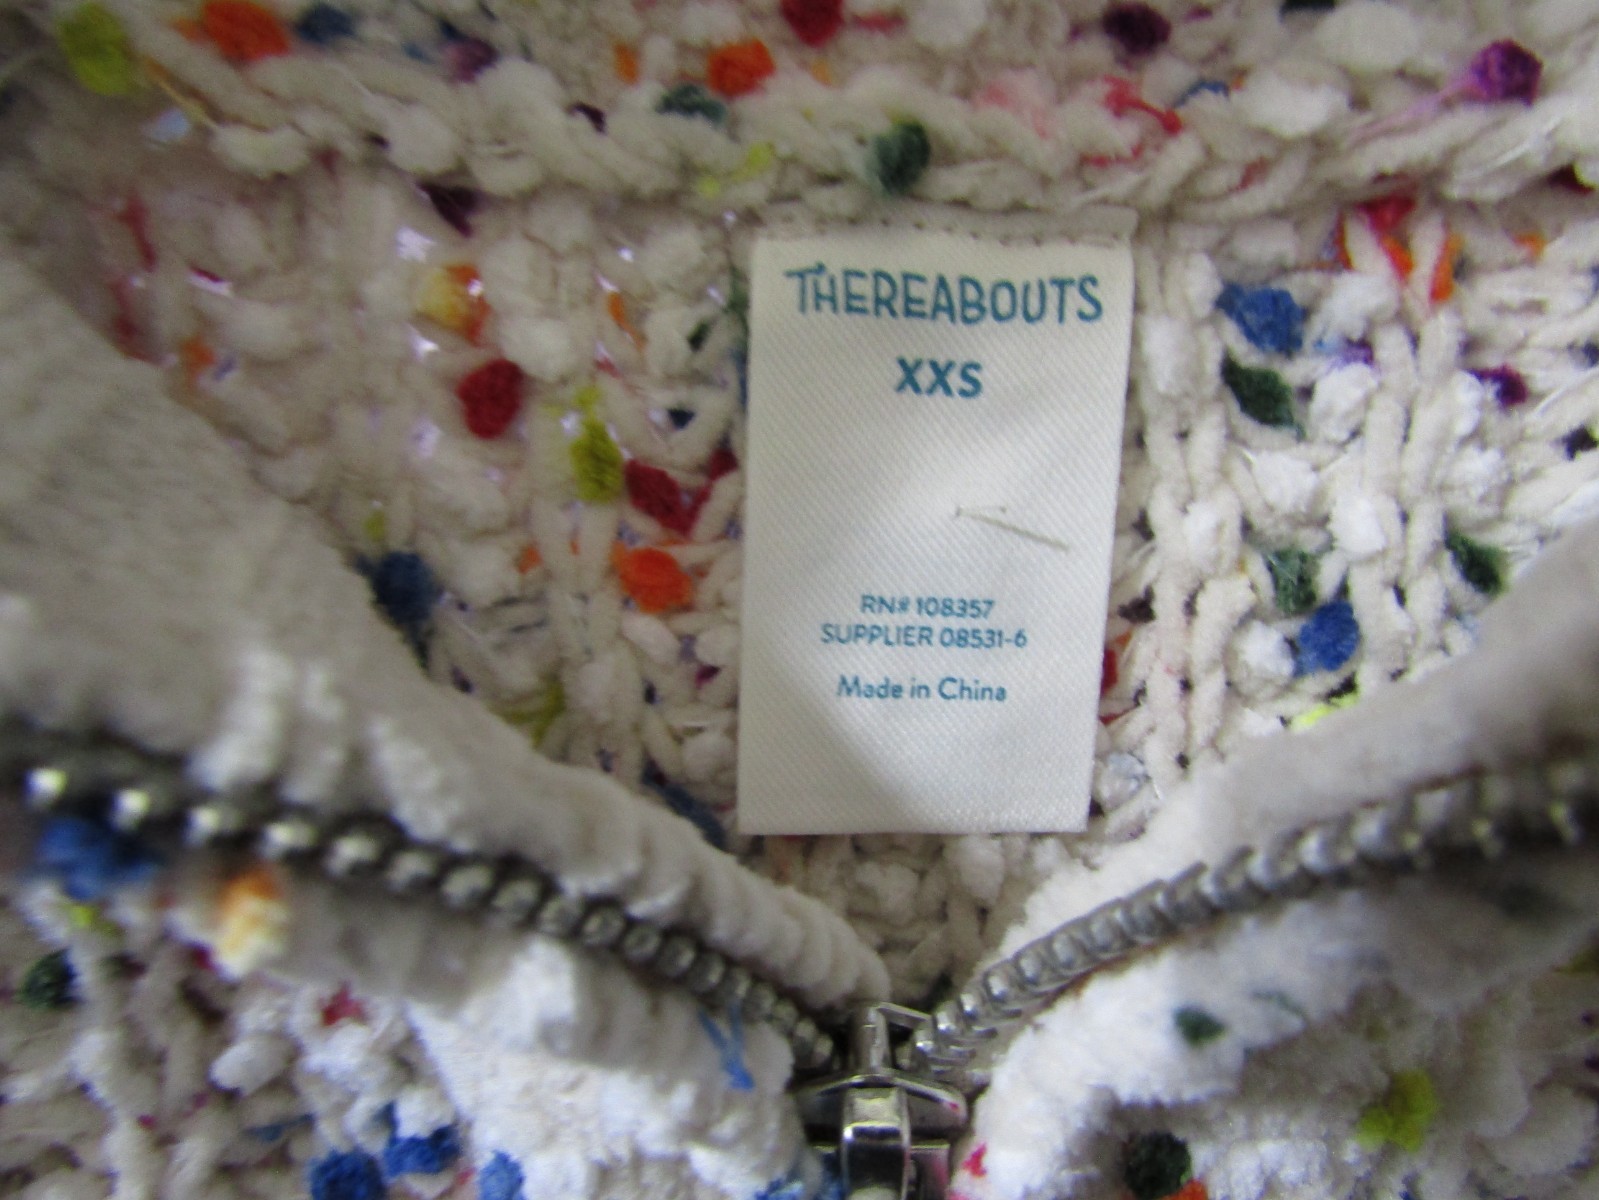 THEREABOUTS
XXS
RN# 108357
SUPPLIER 08531-6
Made in China